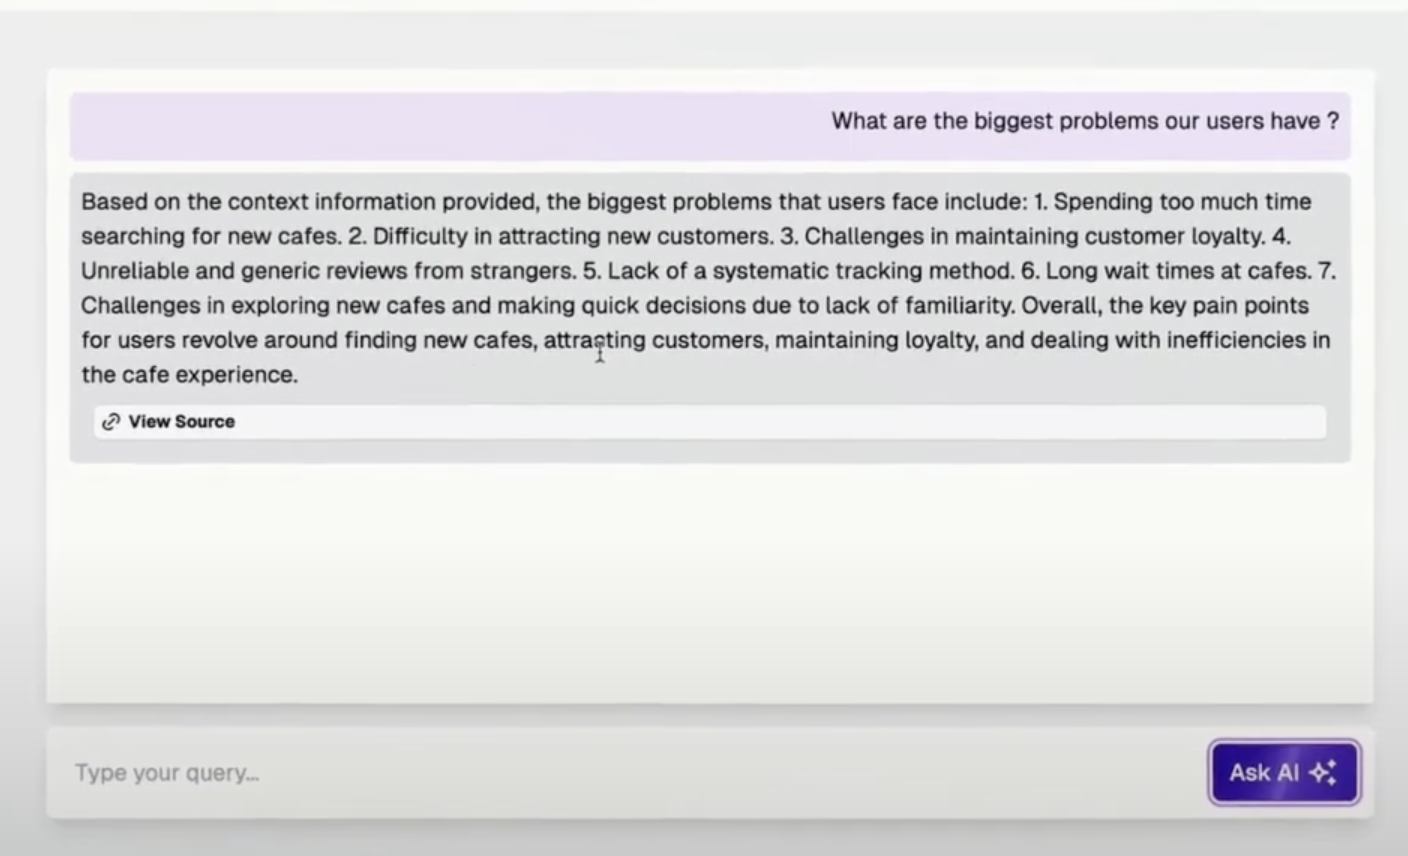 What are the biggest problems our users have ?
Based on the context information provided, the biggest problems that users face include: 1. Spending too much time
searching for new cafes. 2. Difficulty in attracting new customers. 3. Challenges in maintaining customer loyalty. 4.
Unreliable and generic reviews from strangers. 5. Lack of a systematic tracking method. 6. Long wait times at cafes. 7.
Challenges in exploring new cafes and making quick decisions due to lack of familiarity. Overall, the key pain points
for users revolve around finding new cafes, attracting customers, maintaining loyalty, and dealing with inefficiencies in
the cafe experience.
View Source
Type your query...
Ask AI